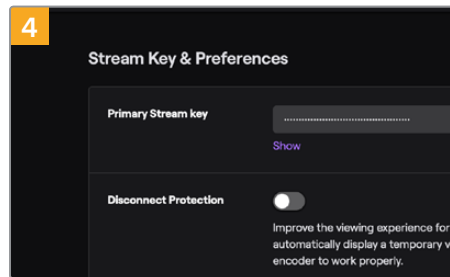 4
Stream Key & Preferences
Primary Stream key
Show
Disconnect Protection
Improve the viewing experience for
automatically display a temporary v
encoder to work properly.